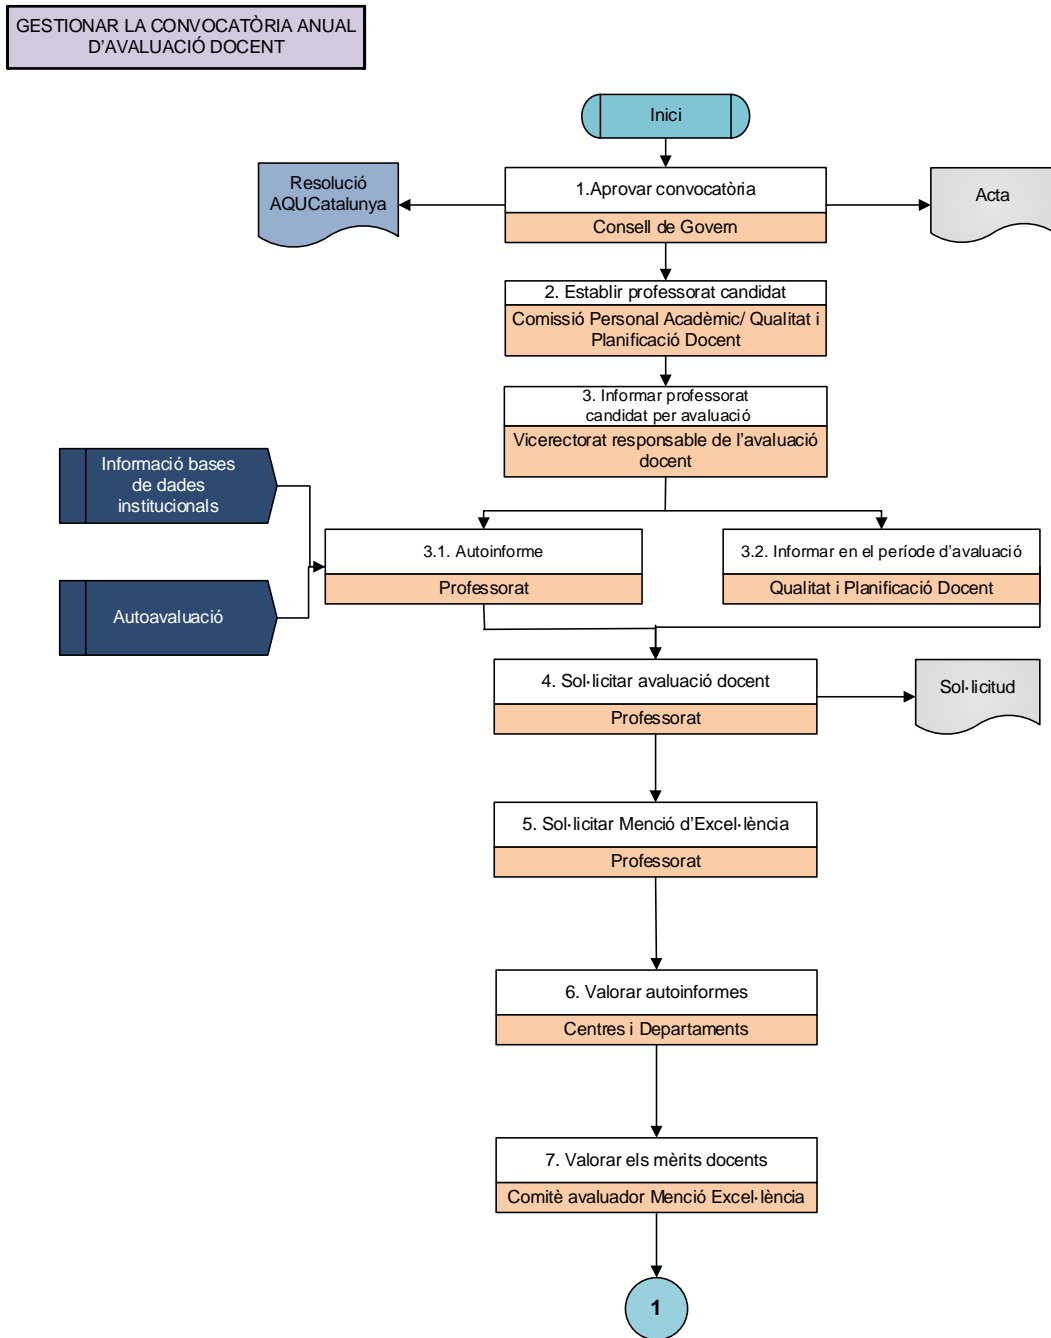 GESTIONAR LA CONVOCATÒRIA ANUAL
D'AVALUACIÓ DOCENT
Inici
Resolució
AQUCatalunya
1.Aprovar convocatòria
Consell de Govern
Acta
2. Establir professorat candidat
Comissió Personal Acadèmic/ Qualitat i
Planificació Docent
3. Informar professorat
candidat per avaluació
Vicerectorat responsable de l'avaluació
docent
Informació bases
de dades
institucionals
Autoavaluació
3.1. Autoinforme
Professorat
3.2. Informar en el període d'avaluació
Qualitat i Planificació Docent
4. Sol·licitar avaluació docent
Professorat
Sol·licitud
5. Sol·licitar Menció d'Excel·lència
Professorat
6. Valorar autoinformes
Centres i Departaments
7. Valorar els mèrits docents
Comitè avaluador Menció Excel·lència
1